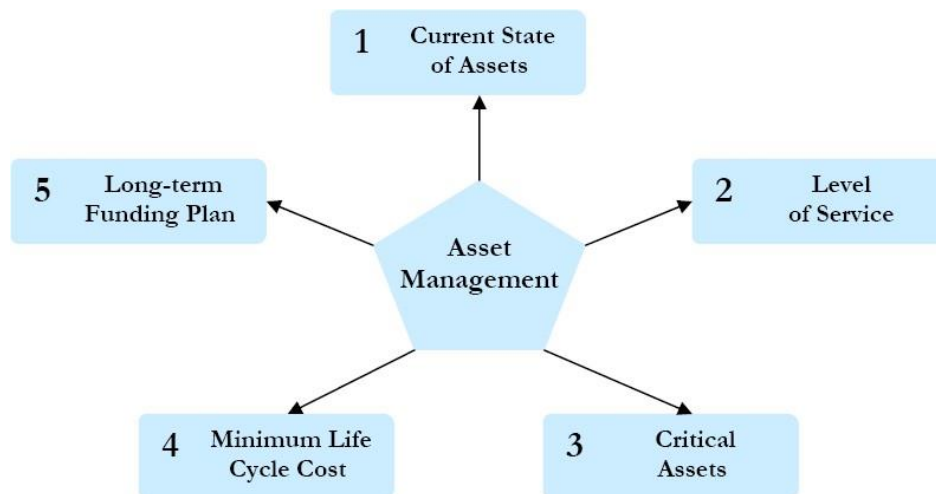 1
Current State
of Assets
5
Long-term
Funding Plan
2
Level
of Service
Asset
Management
4
Minimum Life
Cycle Cost
3
Critical
Assets